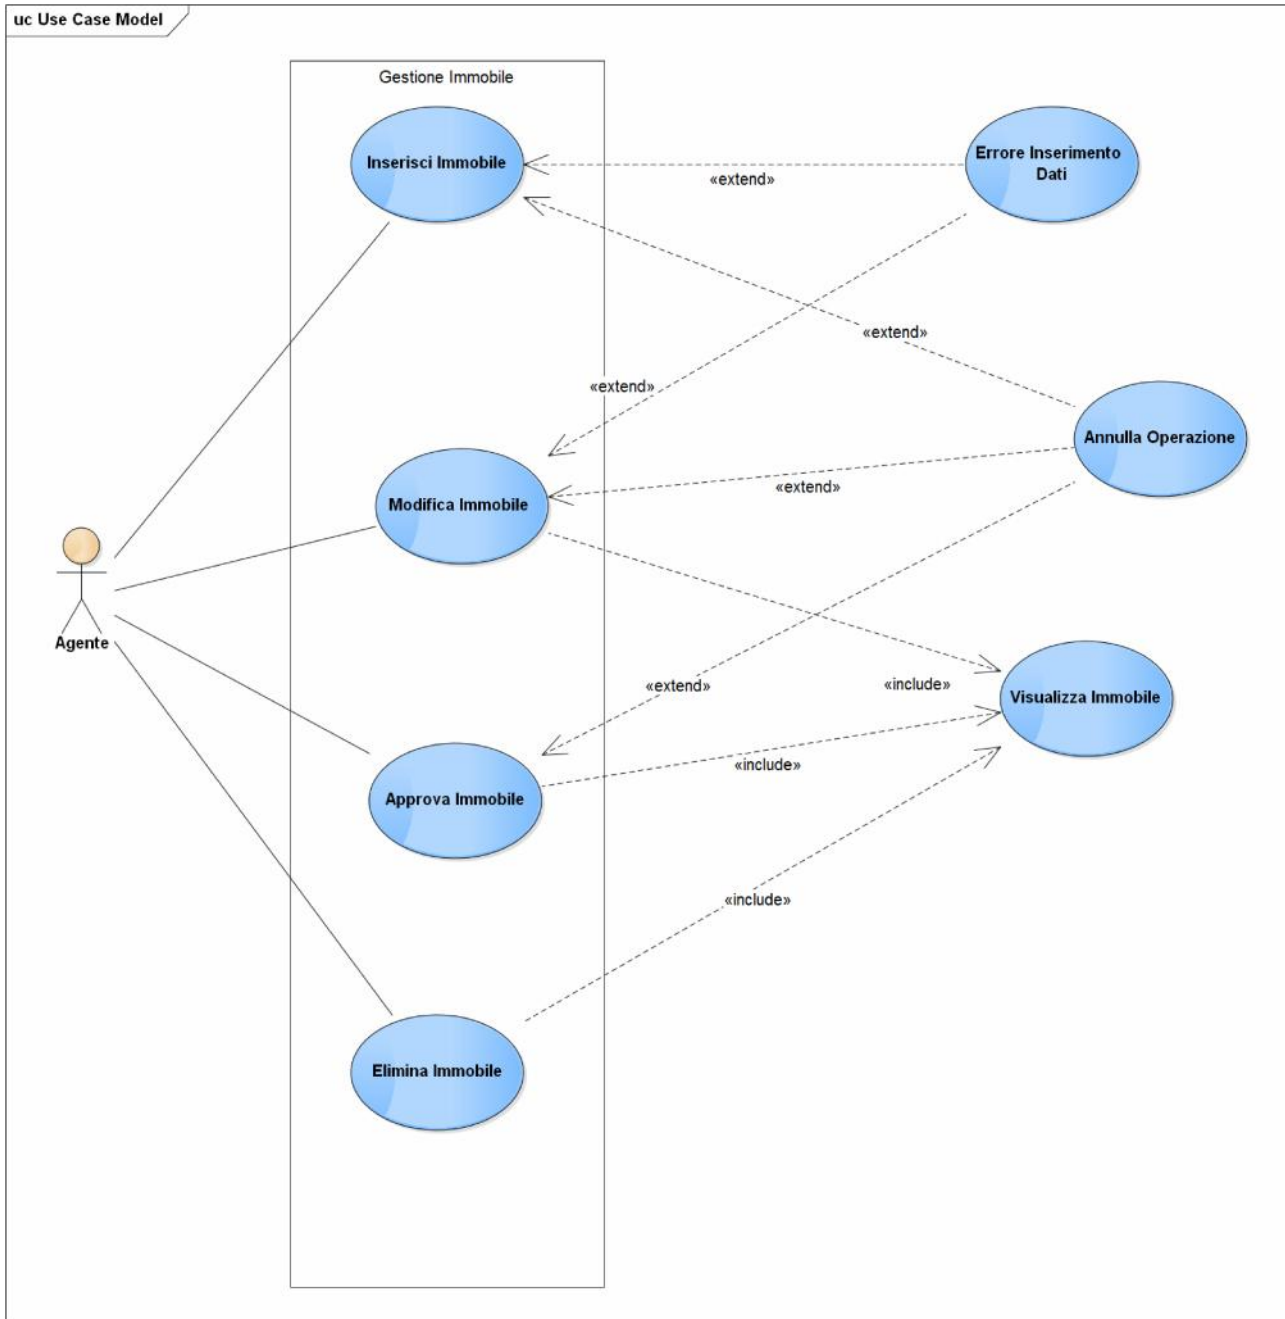 uc Use Case Model
Gestione Immobile
Inserisci Immobile
Errore Inserimento
Dati
«extend»
«extend»
«extend»
Annulla Operazione
«extend»
Modifica Immobile
Agente
«extend»
«include»
Visualizza Immobile
«include»
Approva Immobile
«include»
Elimina Immobile